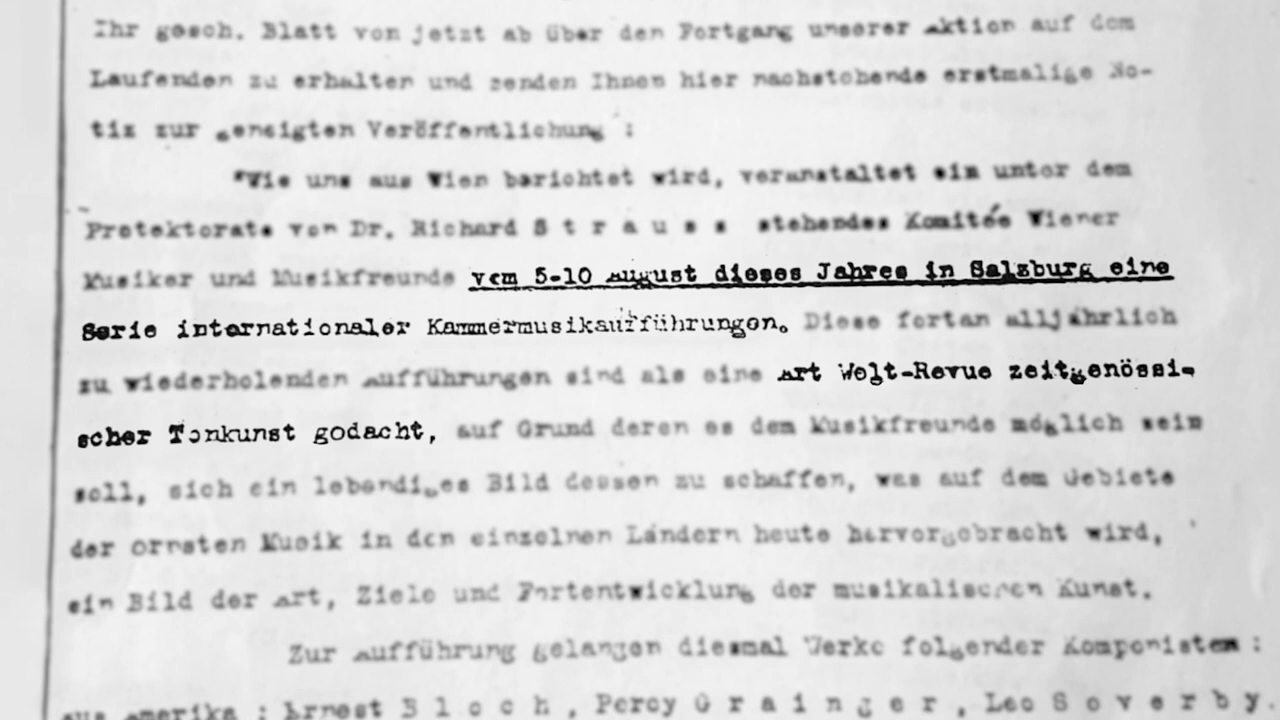 Ihr gesch. Blatt von jetzt ab über den Fortgang unserer Aktion auf dem
Laufenden zu erhalten und senden Ihnen hier nachstehende erstmalige No-
tiz zur geneigten Veröffentlichung :
"Wie uns aus Wien berichtet wird, veranstaltet ein unter dem
Protektorate von Dr. Richard S t r a u s s stehendes Komitée Wiener
Musiker und Musikfreunde vom 5-10 August dieses Jahres in Salzburg eine
Serie internationaler Kammermusikaufführungen. Diese fortan alljährlich
zu wiederholenden Aufführungen sind als eine Art Welt-Revue zeitgenössi-
scher Tonkunst gedacht, auf Grund deren es dem Musikfreunde möglich sein
soll, sich ein lebendiges Bild dessen zu schaffen, was auf dem Gebiete
der ernsten Musik in den einzelnen Ländern heute hervorgebracht wird,
ein Bild der Art, Ziele und Fortentwicklung der musikalischen Kunst.
Zur Aufführung gelangen diesmal Werke folgender Komponisten :
aus Amerika : Ernest B l o c h , Percy G r a i n g e r , Leo S o w e r b y .